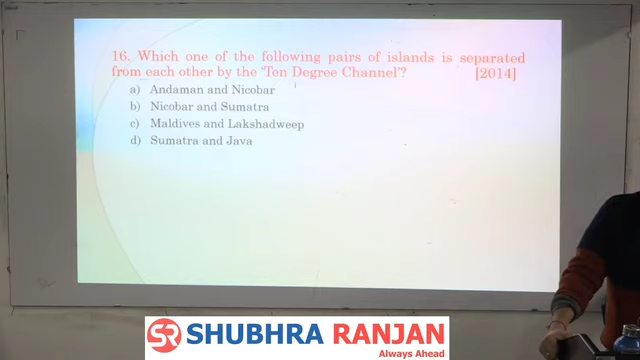 16. Which one of the following pairs of islands is separated
from each other by the 'Ten Degree Channel'? [2014]
a) Andaman and Nicobar
b) Nicobar and Sumatra
c) Maldives and Lakshadweep
d) Sumatra and Java
SR SHUBHRA RANJAN
Always Ahead